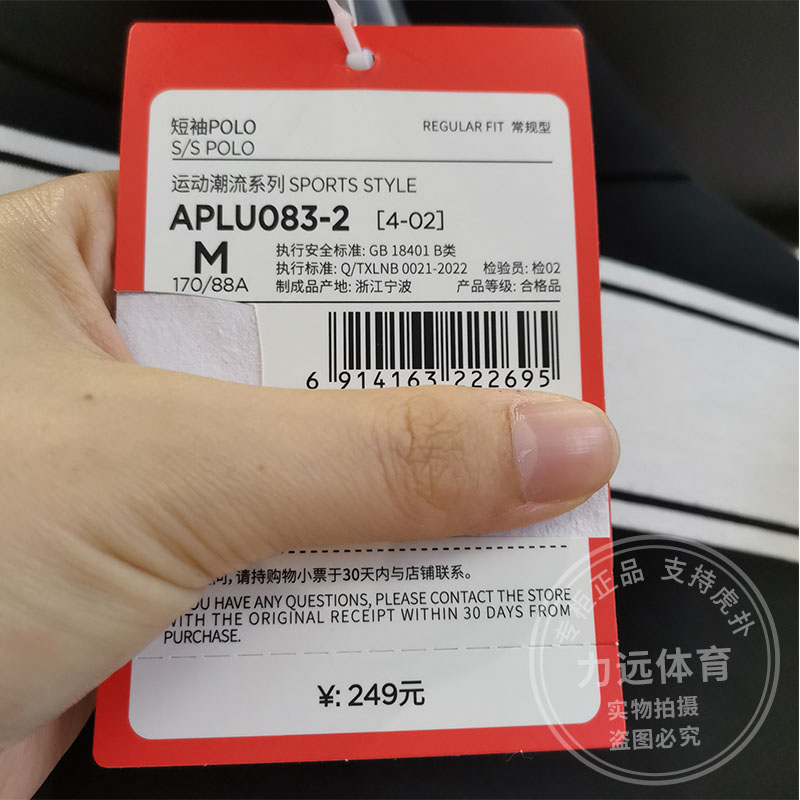 短袖POLO
REGULAR FIT 常规型
S/S POLO
运动潮流系列 SPORTS STYLE
APLU083-2 [4-02]
M
170/88A
执行安全标准: GB 18401 B类
执行标准: Q/TXLNB 0021-2022 检验员: 检02
制成品产地: 浙江宁波 产品等级: 合格品
6 914163 222695
请持购物小票于30天内与店铺联系。
YOU HAVE ANY QUESTIONS, PLEASE CONTACT THE STORE
WITH THE ORIGINAL RECEIPT WITHIN 30 DAYS FROM
PURCHASE.
¥: 249元
专柜正品 支持虎扑
力远体育
实物拍摄
盗图必究